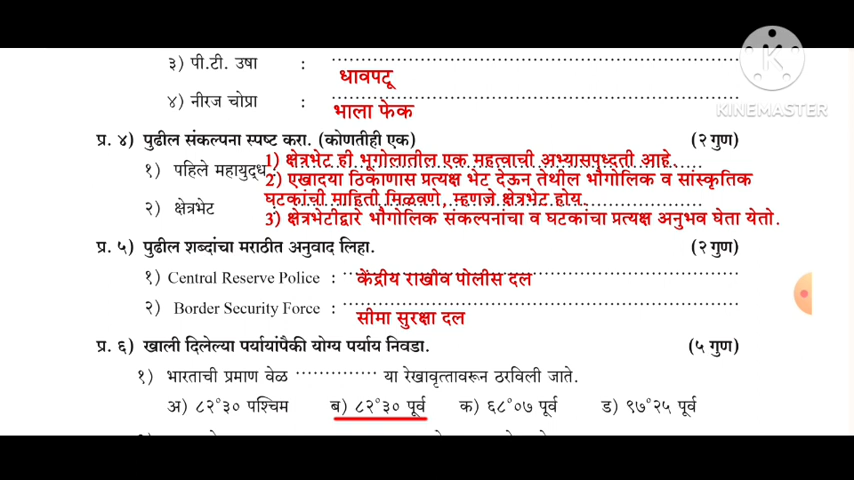 ३) पी.टी. उषा : धावपटू
४) नीरज चोप्रा : भाला फेक
KINEMASTER
प्र. ४) पुढील संकल्पना स्पष्ट करा. (कोणतीही एक) (२ गुण)
१) पहिले महायुद्ध :
1) क्षेत्रभेट ही भूगोलातील एक महत्वाची अभ्यासपध्दती आहे
2) एखादया ठिकाणास प्रत्यक्ष भेट देऊन तेथील भौगोलिक व सांस्कृतिक
घटकांची माहिती मिळवणे, म्हणजे क्षेत्रभेट होय.
२) क्षेत्रभेट
3) क्षेत्रभेटीद्वारे भौगोलिक संकल्पनांचा व घटकांचा प्रत्यक्ष अनुभव घेता येतो.
प्र. ५) पुढील शब्दांचा मराठीत अनुवाद लिहा. (२ गुण)
१) Central Reserve Police : केंद्रीय राखीव पोलीस दल
२) Border Security Force : सीमा सुरक्षा दल
प्र. ६) खाली दिलेल्या पर्यायांपैकी योग्य पर्याय निवडा. (५ गुण)
१) भारताची प्रमाण वेळ .............. या रेखावृत्तावरून ठरविली जाते.
अ) ८२°३० पश्चिम ब) ८२°३० पूर्व क) ६८°०७ पूर्व ड) ९७°२५ पूर्व